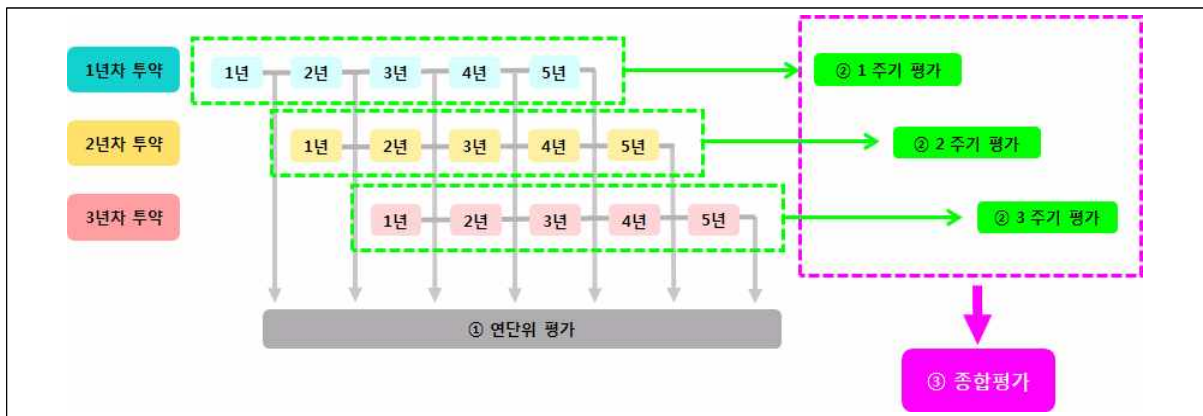 1년차 투약 1년 2년 3년 4년 5년 ② 1 주기 평가
2년차 투약 1년 2년 3년 4년 5년 ② 2 주기 평가
3년차 투약 1년 2년 3년 4년 5년 ② 3 주기 평가
① 연단위 평가
③ 종합평가